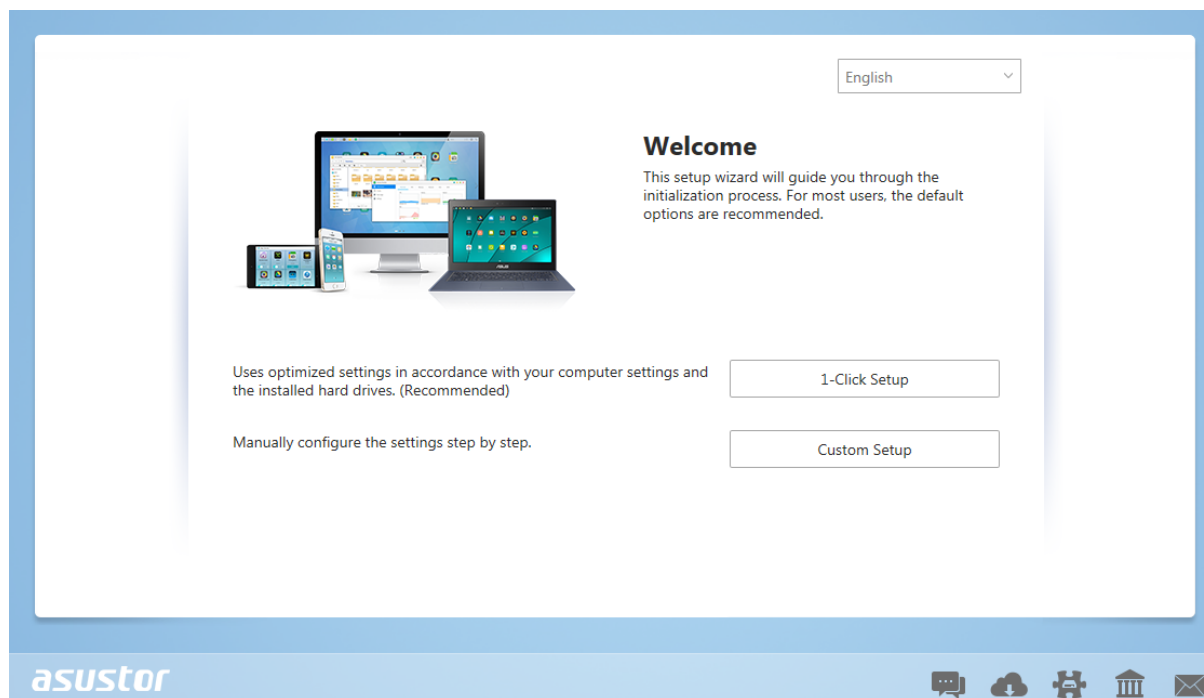 English
Welcome
This setup wizard will guide you through the
initialization process. For most users, the default
options are recommended.
Uses optimized settings in accordance with your computer settings and
the installed hard drives. (Recommended)
1-Click Setup
Manually configure the settings step by step.
Custom Setup
asustor